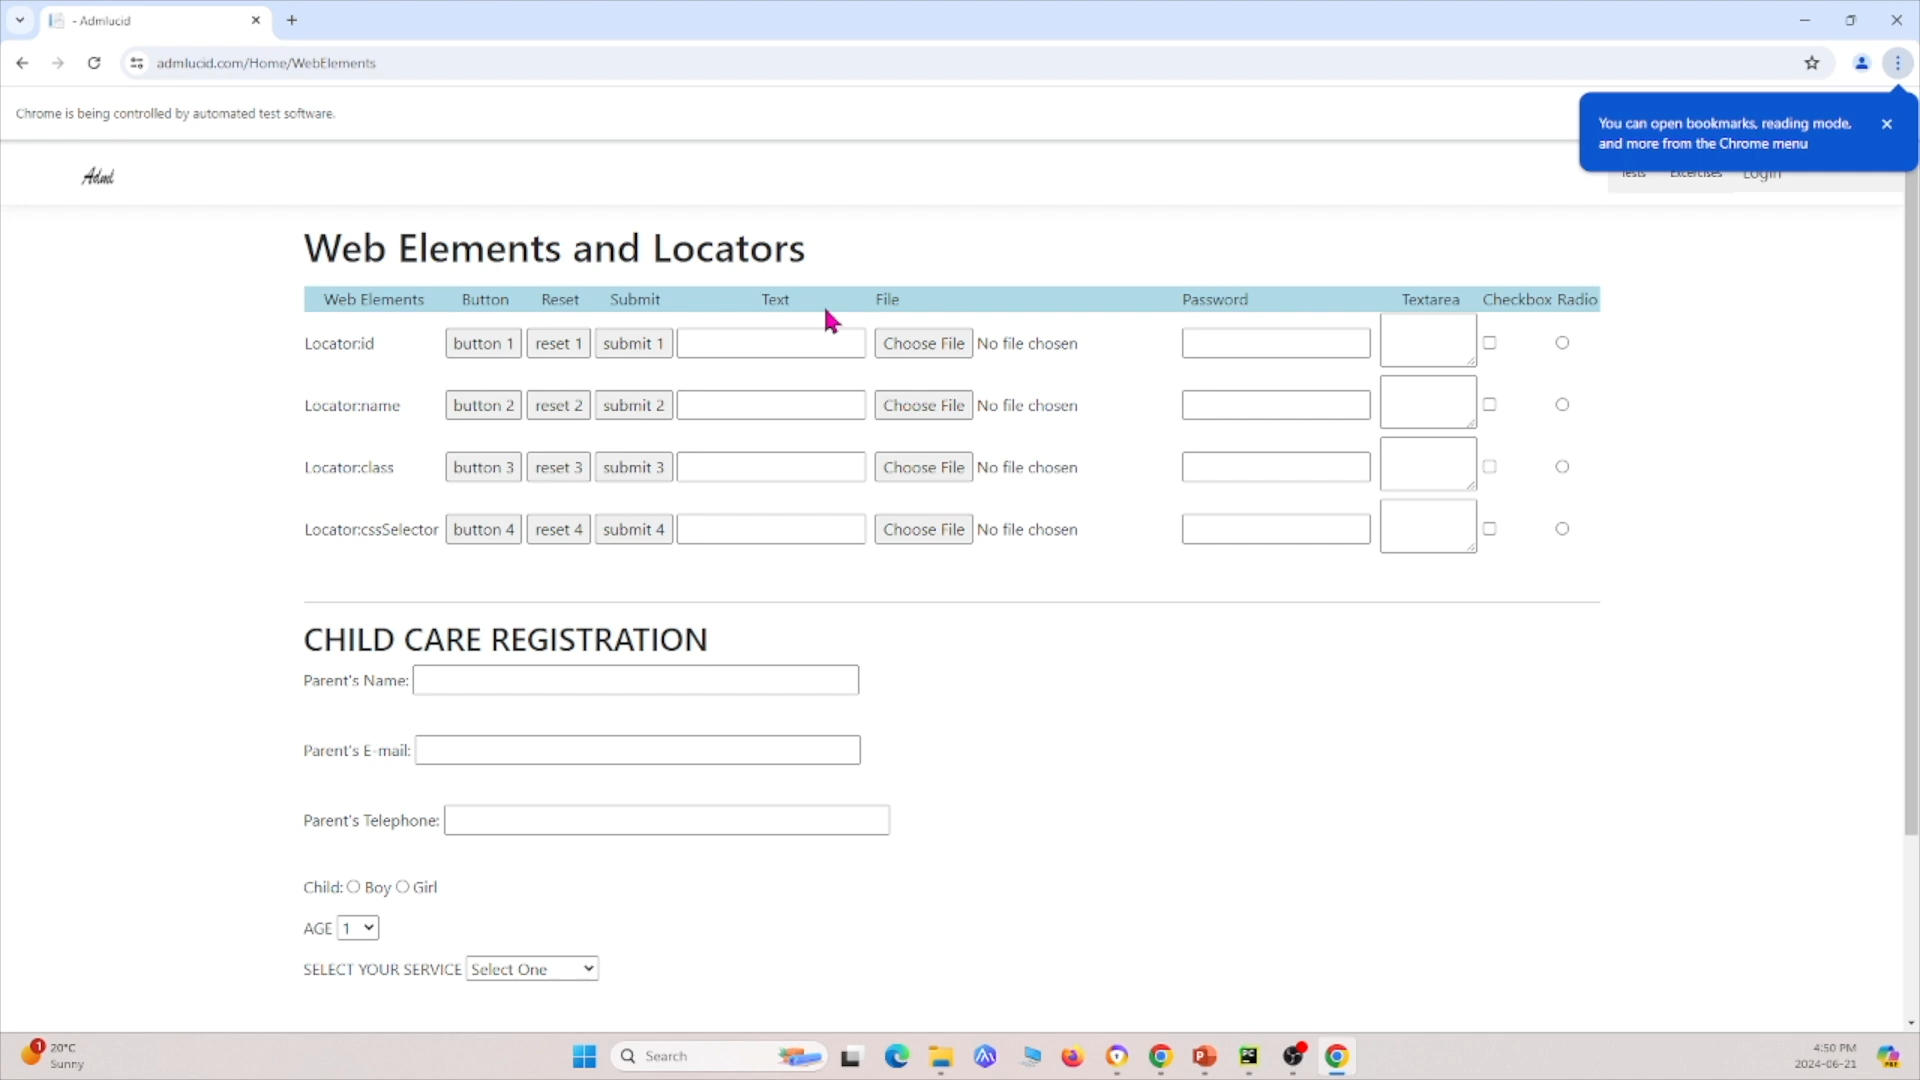 - Admlucid
admlucid.com/Home/WebElements
Chrome is being controlled by automated test software.
You can open bookmarks, reading mode,
and more from the Chrome menu
Adml
Tests Excercises Login
Web Elements and Locators
Web Elements Button Reset Submit Text File Password Textarea Checkbox Radio
Locator:id button 1 reset 1 submit 1 Choose File No file chosen
Locator:name button 2 reset 2 submit 2 Choose File No file chosen
Locator:class button 3 reset 3 submit 3 Choose File No file chosen
Locator:cssSelector button 4 reset 4 submit 4 Choose File No file chosen
CHILD CARE REGISTRATION
Parent's Name:
Parent's E-mail:
Parent's Telephone:
Child: Boy Girl
AGE 1
SELECT YOUR SERVICE Select One
1
20°C
Sunny
Search
4:50 PM
2024-06-21